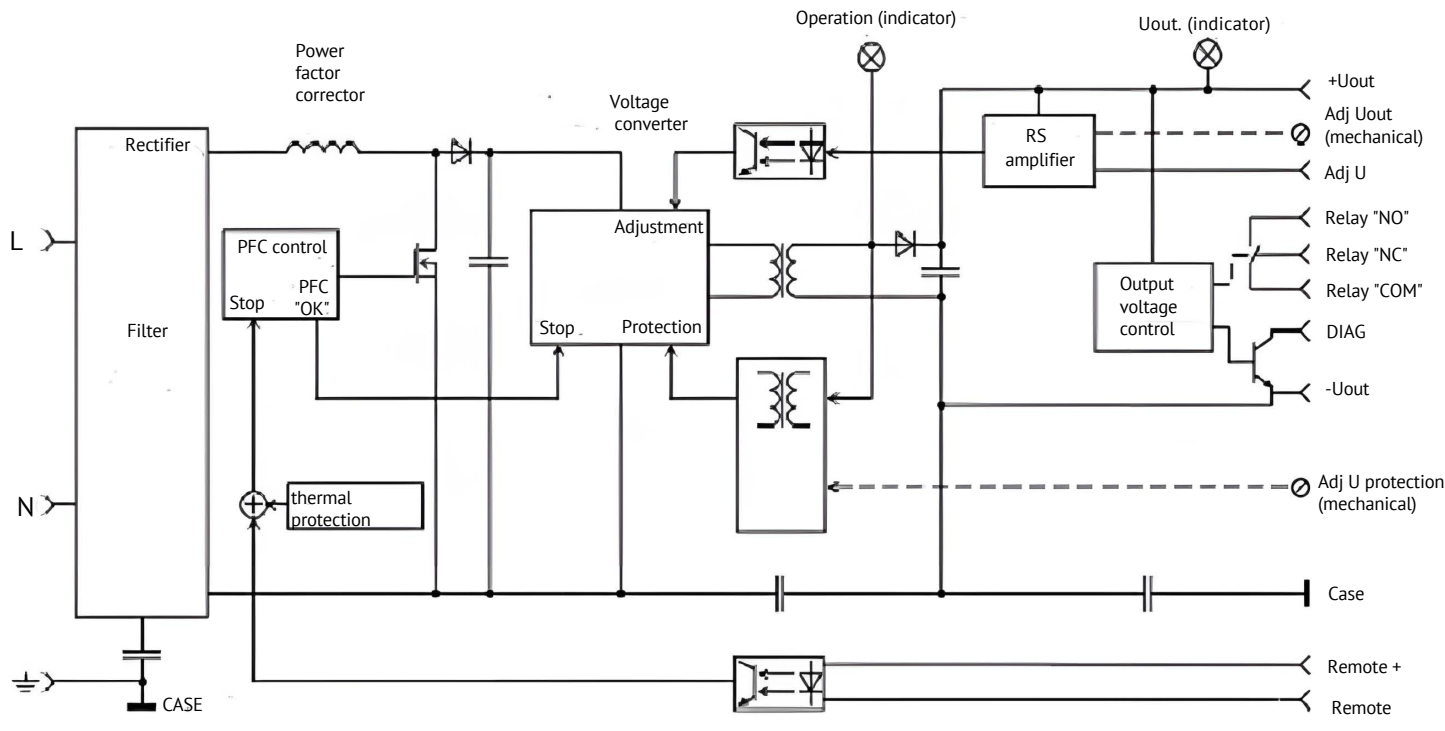 Operation (indicator)
Uout. (indicator)
Power
factor
corrector
Voltage
converter
+Uout
Adj Uout
(mechanical)
RS
amplifier
Adj U
Rectifier
L
PFC control
PFC
"OK"
Stop
Adjustment
Stop
Protection
Relay "NO"
Relay "NC"
Relay "COM"
Output
voltage
control
DIAG
-Uout
Filter
N
thermal
protection
Adj U protection
(mechanical)
Case
CASE
Remote +
Remote